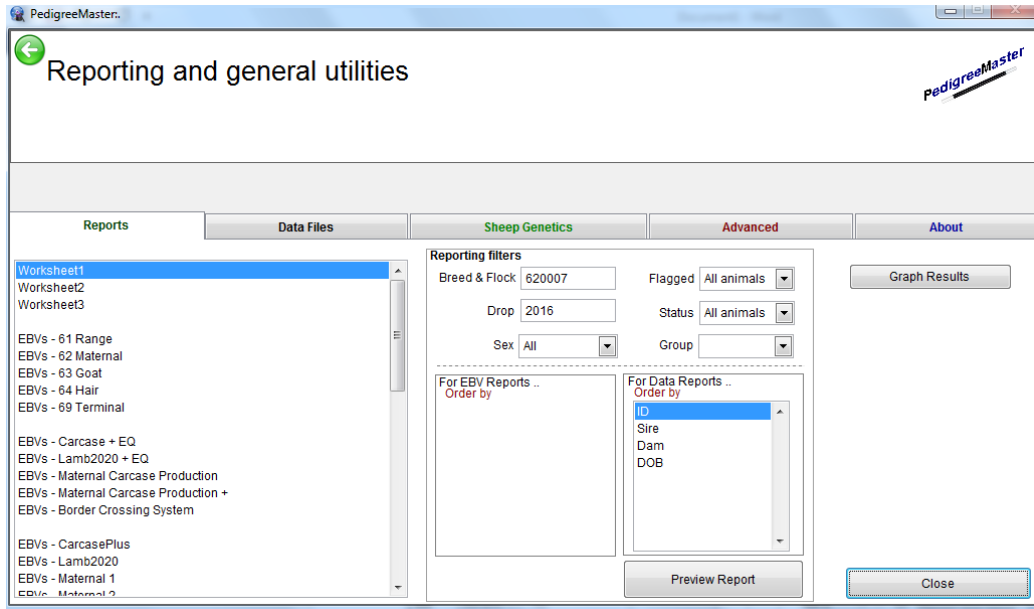 PedigreeMaster:.
Reporting and general utilities
PedigreeMaster
Reports
Data Files
Sheep Genetics
Advanced
About
Worksheet1
Worksheet2
Worksheet3
EBVs - 61 Range
EBVs - 62 Maternal
EBVs - 63 Goat
EBVs - 64 Hair
EBVs - 69 Terminal
EBVs - Carcase + EQ
EBVs - Lamb2020 + EQ
EBVs - Maternal Carcase Production
EBVs - Maternal Carcase Production +
EBVs - Border Crossing System
EBVs - CarcasePlus
EBVs - Lamb2020
EBVs - Maternal 1
EBVs - Maternal 2
Reporting filters
Breed & Flock 620007
Flagged All animals
Drop 2016
Status All animals
Sex All
Group
For EBV Reports ..
Order by
For Data Reports ..
Order by
ID
Sire
Dam
DOB
Preview Report
Graph Results
Close